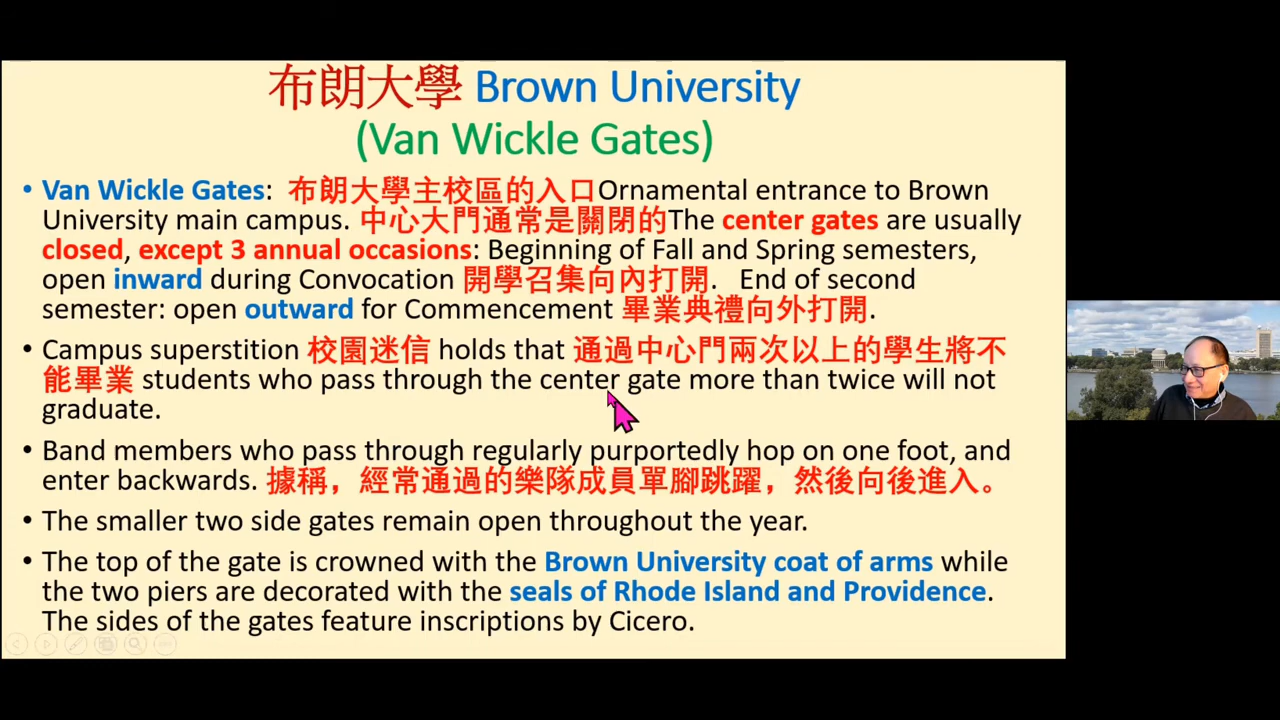 布朗大學 Brown University
(Van Wickle Gates)
• Van Wickle Gates: 布朗大學主校區的入口Ornamental entrance to Brown
University main campus. 中心大門通常是關閉的The center gates are usually
closed, except 3 annual occasions: Beginning of Fall and Spring semesters,
open inward during Convocation 開學召集向內打開. End of second
semester: open outward for Commencement 畢業典禮向外打開.
• Campus superstition 校園迷信 holds that 通過中心門兩次以上的學生將不
能畢業 students who pass through the center gate more than twice will not
graduate.
• Band members who pass through regularly purportedly hop on one foot, and
enter backwards. 據稱，經常通過的樂隊成員單腳跳躍，然後向後進入。
• The smaller two side gates remain open throughout the year.
• The top of the gate is crowned with the Brown University coat of arms while
the two piers are decorated with the seals of Rhode Island and Providence.
The sides of the gates feature inscriptions by Cicero.